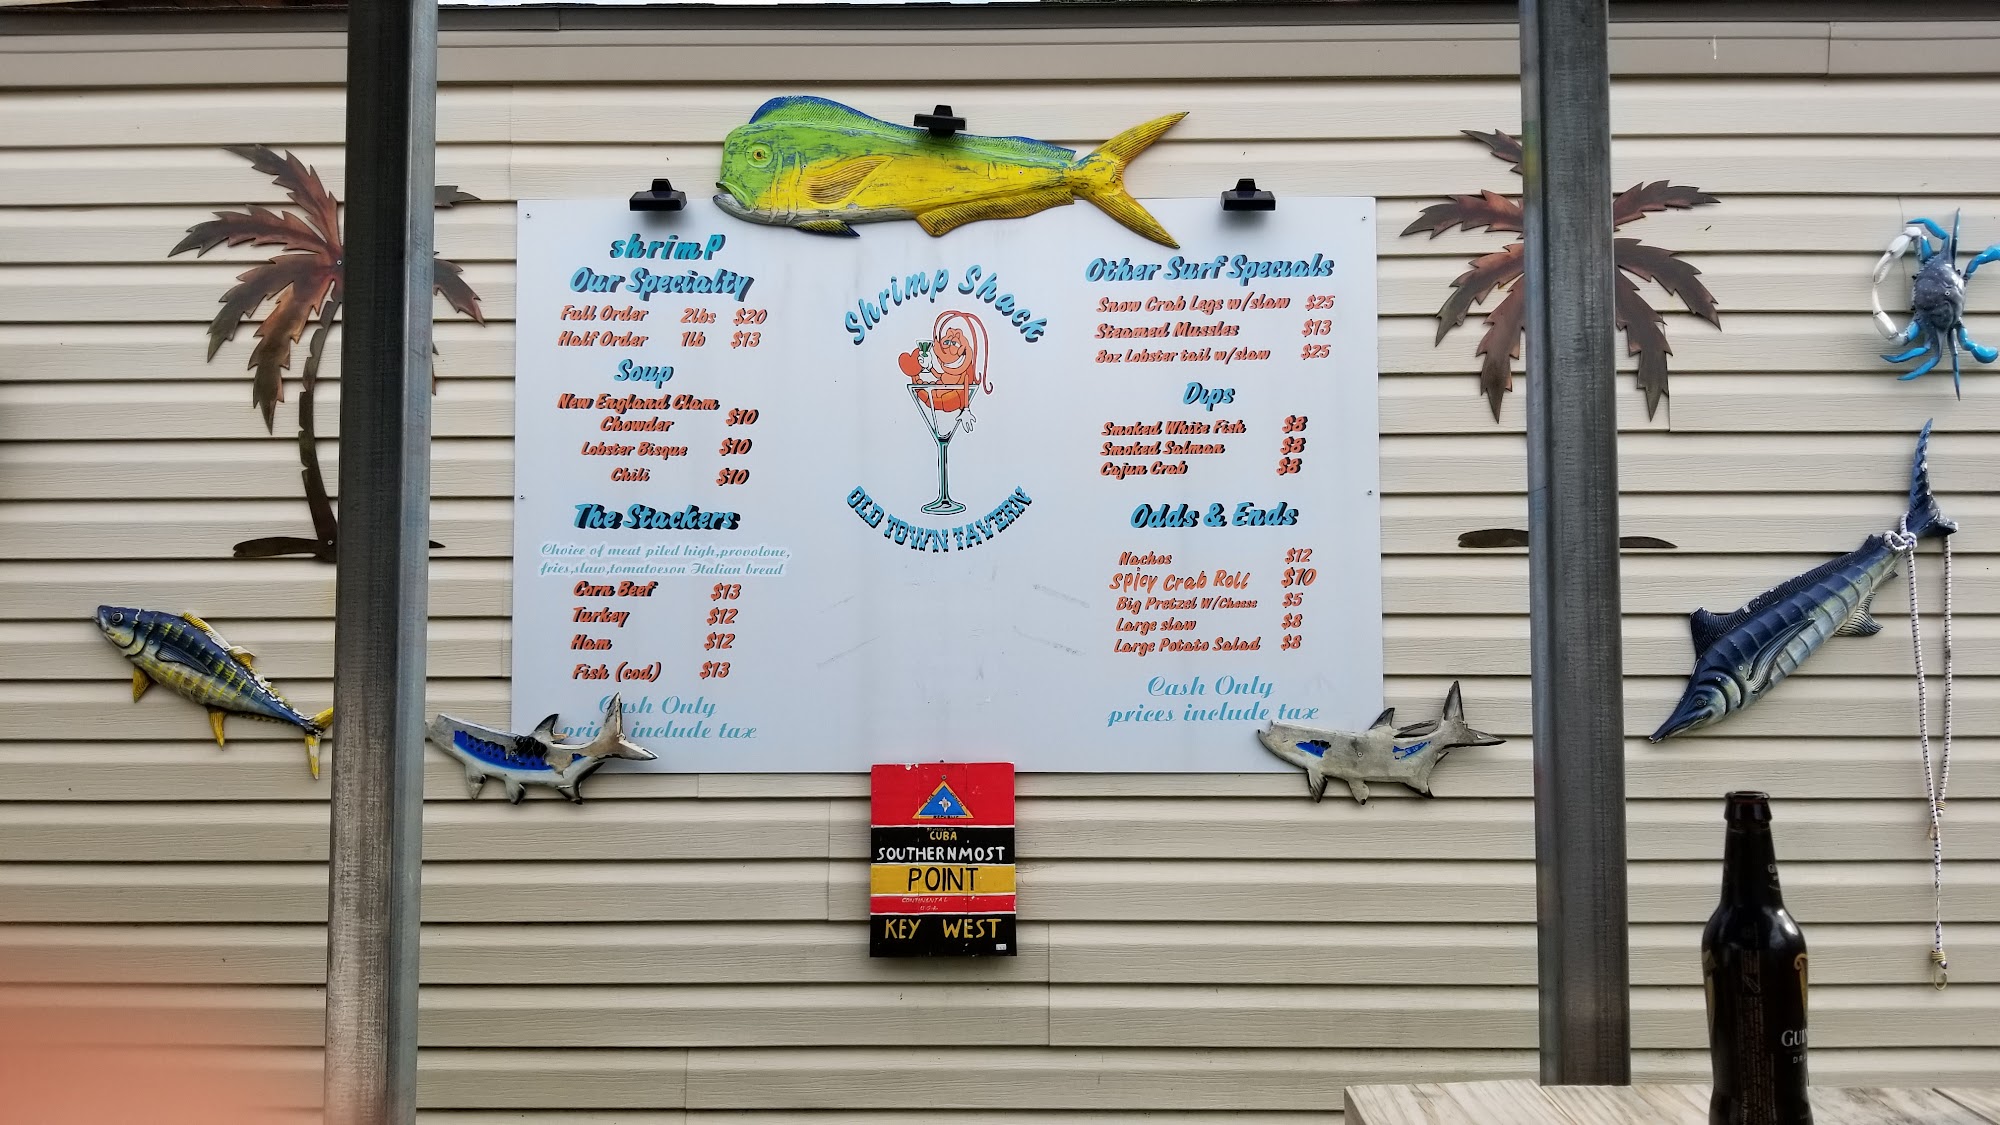 shrimp
Our Specialty
Full Order 2lbs $20
Half Order 1lb $13
Soup
New England Clam
Chowder $10
Lobster Bisque $10
Chili $10
The Stackers
Choice of meat piled high,provolone,
fries,slaw,tomatoeson Italian bread
Corn Beef $13
Turkey $12
Ham $12
Fish (cod) $13
Cash Only
prices include tax
Shrimp Shack
OLD TOWN TAVERN
Other Surf Specials
Snow Crab Legs w/slaw $25
Steamed Mussles $13
8oz Lobster tail w/slaw $25
Dips
Smoked White Fish $8
Smoked Salman $8
Cajun Crab $8
Odds & Ends
Nachos $12
Spicy Crab Roll $10
Big Pretzel W/Cheese $5
Large slaw $8
Large Potato Salad $8
Cash Only
prices include tax
REPUBLIC
CUBA
SOUTHERNMOST
POINT
CONTINENTAL
U.S.A.
KEY WEST